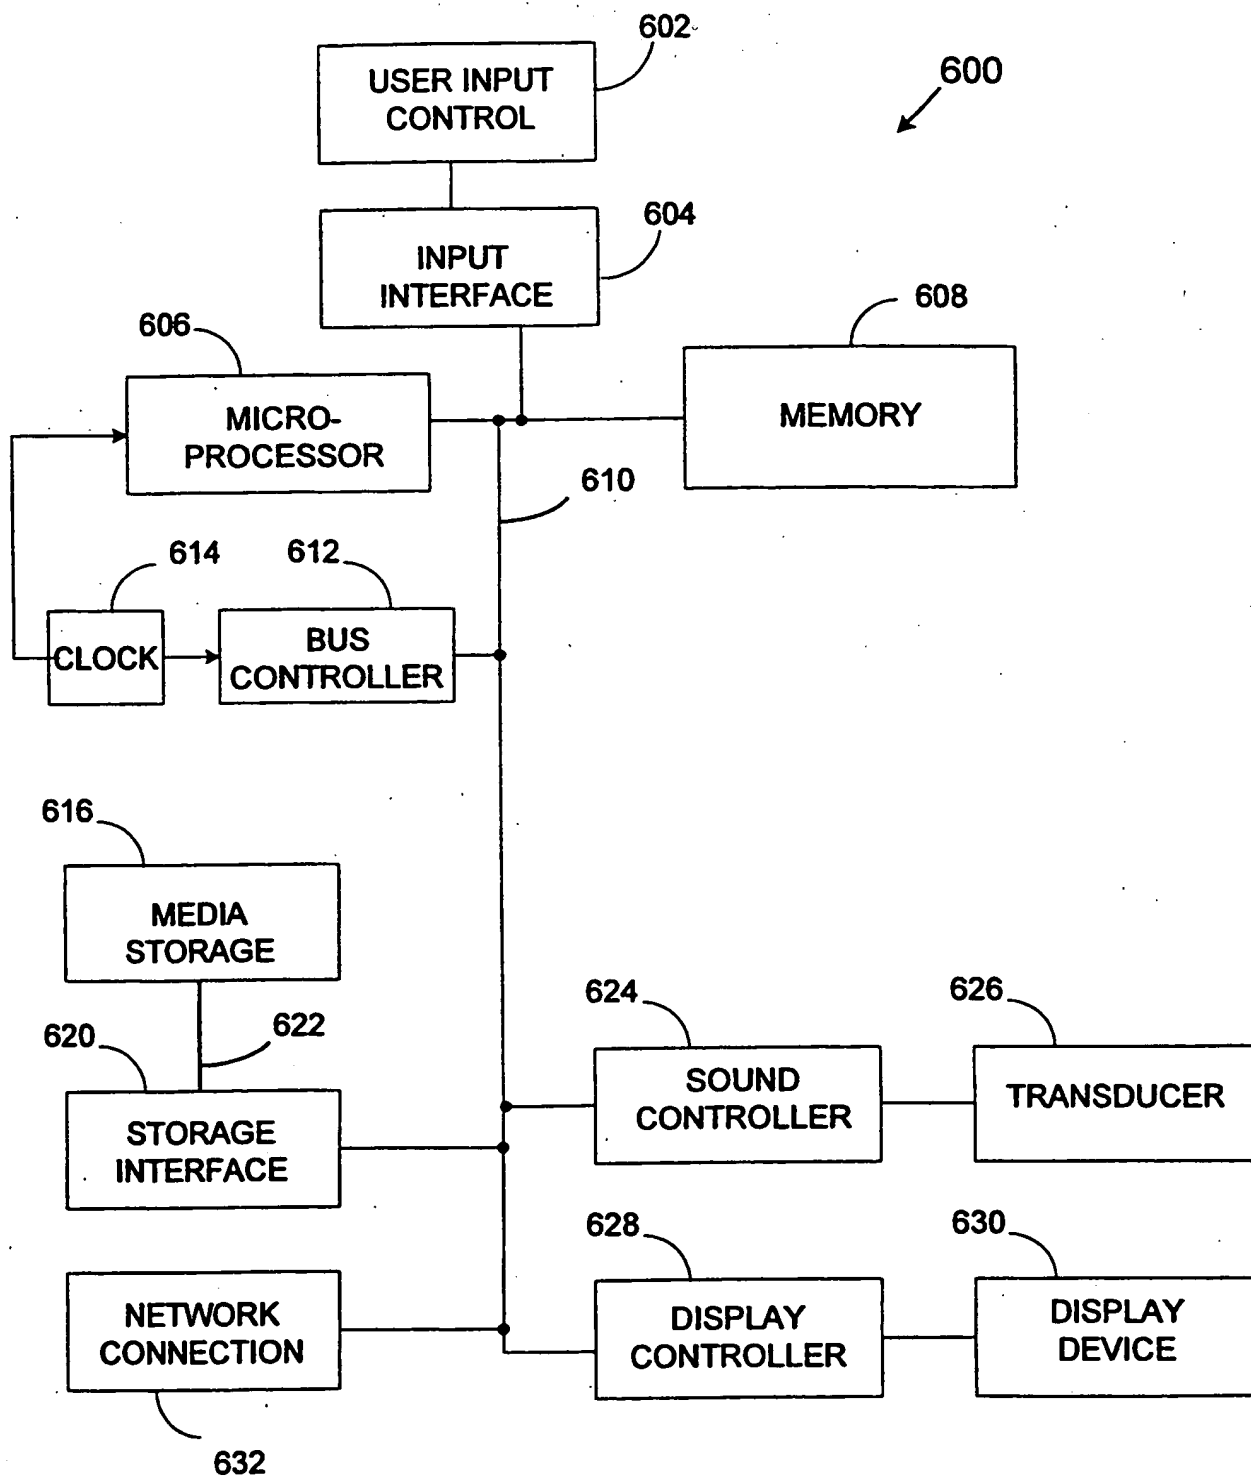 602
600
USER INPUT
CONTROL
604
INPUT
INTERFACE
606
608
MICRO-
PROCESSOR
MEMORY
610
614
612
CLOCK
BUS
CONTROLLER
616
MEDIA
STORAGE
620
622
624
626
STORAGE
INTERFACE
SOUND
CONTROLLER
TRANSDUCER
628
630
NETWORK
CONNECTION
DISPLAY
CONTROLLER
DISPLAY
DEVICE
632